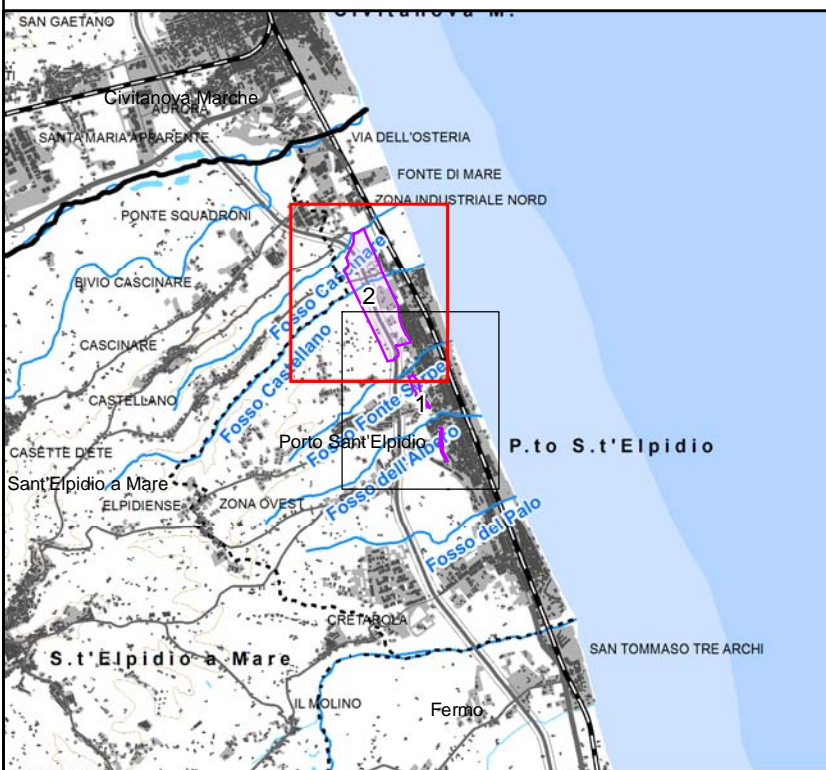 Civitanova M.
SAN GAETANO
Civitanova Marche
AURORA
SANTA MARIA APPARENTE
VIA DELL'OSTERIA
FONTE DI MARE
ZONA INDUSTRIALE NORD
PONTE SQUADRONI
Fosso Cascinare
BIVIO CASCINARE
2
CASCINARE
Fosso Castellano
CASTELLANO
Fosso Fonte Serpe
1
CASETTE D'ETE
Porto Sant'Elpidio
P.to S.t'Elpidio
Sant'Elpidio a Mare
ELPIDIENSE
ZONA OVEST
Fosso dell'Albero
Fosso del Palo
CRETAROLA
S.t'Elpidio a Mare
SAN TOMMASO TRE ARCHI
IL MOLINO
Fermo